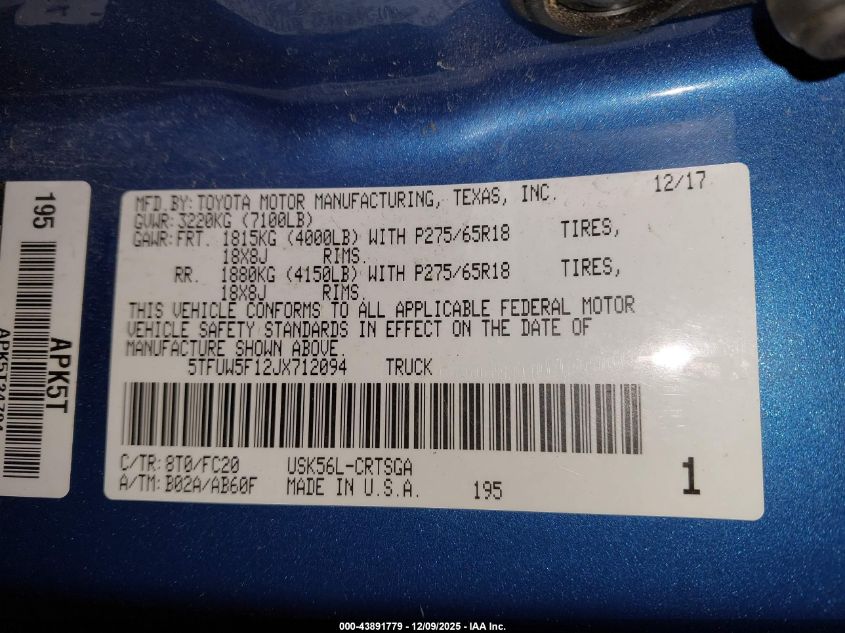 MFD.BY:TOYOTA MOTOR MANUFACTURING, TEXAS, INC. 12/17
GVWR:3220KG (7100LB)
GAWR:FRT. 1815KG (4000LB) WITH P275/65R18 TIRES,
18X8J RIMS.
RR. 1880KG (4150LB) WITH P275/65R18 TIRES,
18X8J RIMS.
THIS VEHICLE CONFORMS TO ALL APPLICABLE FEDERAL MOTOR
VEHICLE SAFETY STANDARDS IN EFFECT ON THE DATE OF
MANUFACTURE SHOWN ABOVE.
5TFUW5F12JX712094 TRUCK
C/TR:8T0/FC20 USK56L-CRTSGA
A/TM:B02A/AB60F MADE IN U.S.A. 195 1
195
APK5T
000-43891779 - 12/09/2025 - IAA Inc.